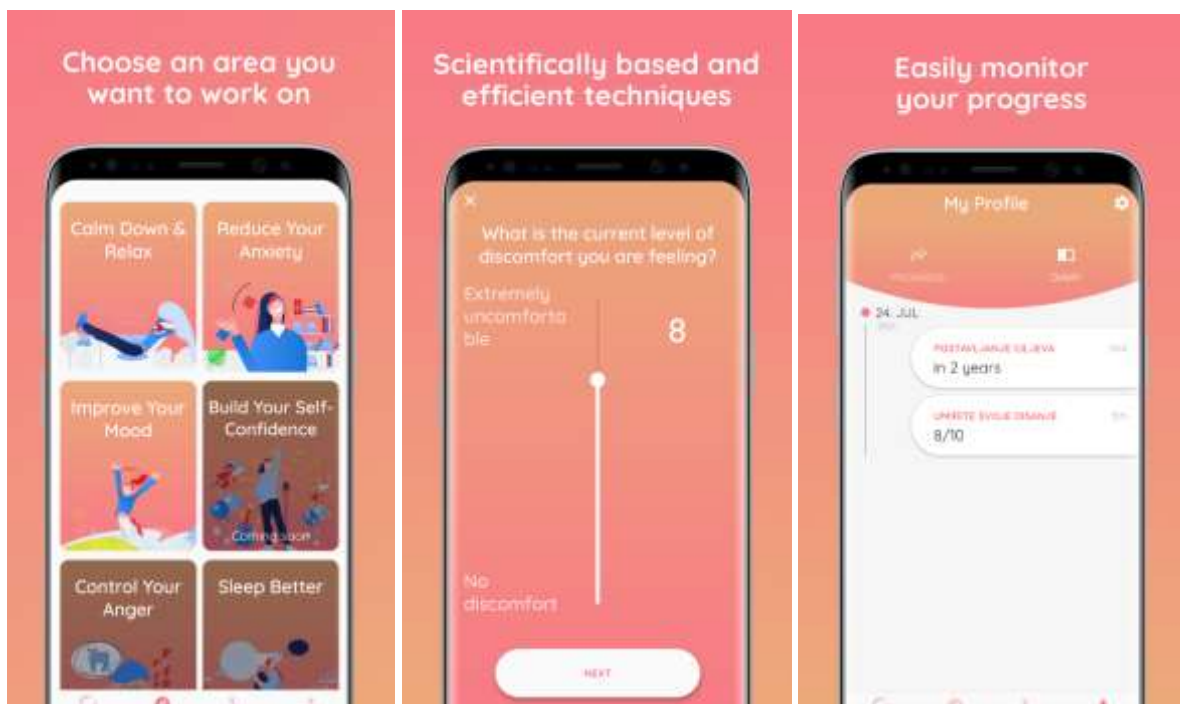 Choose an area you
want to work on
Calm Down &
Relax
Reduce Your
Anxiety
Improve Your
Mood
Build Your Self-
Confidence
Coming soon
Control Your
Anger
Sleep Better
Scientifically based and
efficient techniques
What is the current level of
discomfort you are feeling?
Extremely
uncomforta
ble
8
No
discomfort
NEXT
Easily monitor
your progress
My Profile
24. JUL
POSTAVLJANJE CILJEVA
in 2 years
UMIRITE SVOJE DISANJE
8/10